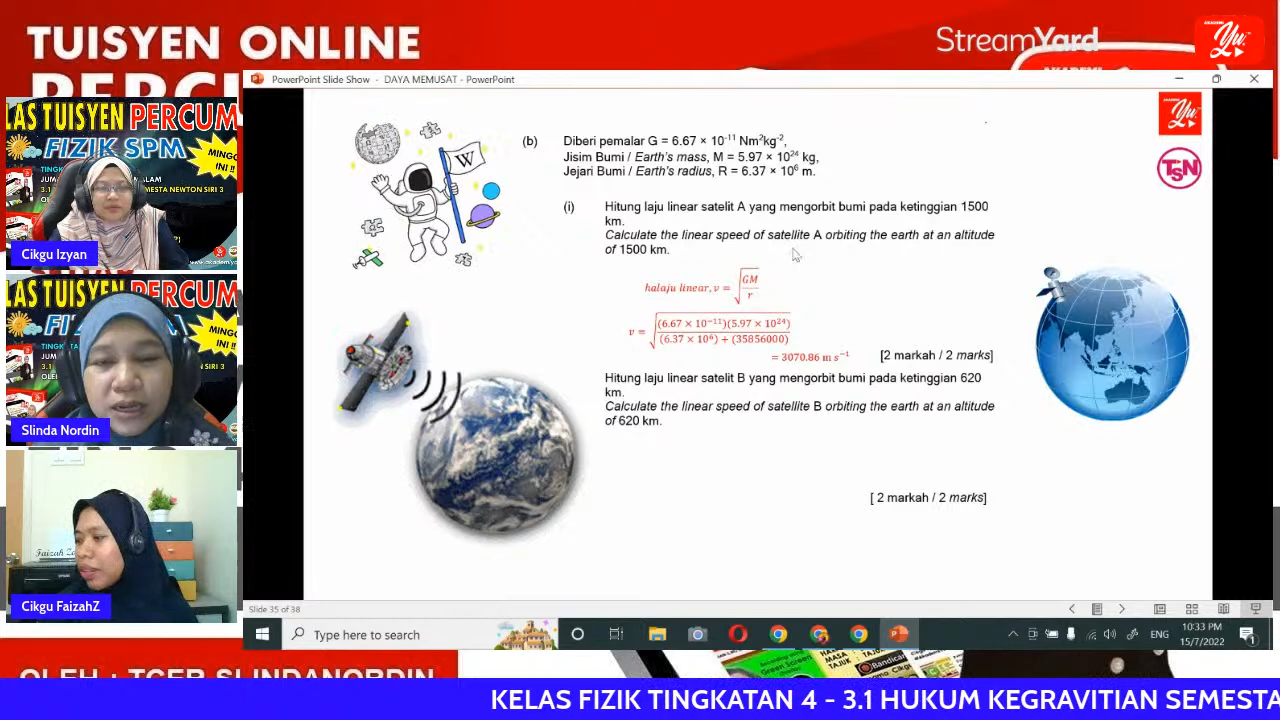 TUISYEN ONLINE
StreamYard
PowerPoint Slide Show - DAYA MEMUSAT - PowerPoint
LAS TUISYEN PERCUM
FIZIK SPM
Cikgu Izyan
Slinda Nordin
Cikgu FaizahZ
W
(b) Diberi pemalar G = 6.67 × 10⁻¹¹ Nm²kg⁻²,
Jisim Bumi / Earth's mass, M = 5.97 × 10²⁴ kg,
Jejari Bumi / Earth's radius, R = 6.37 × 10⁶ m.
(i) Hitung laju linear satelit A yang mengorbit bumi pada ketinggian 1500
km.
Calculate the linear speed of satellite A orbiting the earth at an altitude
of 1500 km.
halaju linear, v = √(GM/r)
v = √((6.67 × 10⁻¹¹)(5.97 × 10²⁴)/(6.37 × 10⁶) + (35856000))
= 3070.86 m s⁻¹ [2 markah / 2 marks]
Hitung laju linear satelit B yang mengorbit bumi pada ketinggian 620
km.
Calculate the linear speed of satellite B orbiting the earth at an altitude
of 620 km.
[ 2 markah / 2 marks]
TSN
Slide 35 of 38
Type here to search
ENG
10:33 PM
15/7/2022
KELAS FIZIK TINGKATAN 4 - 3.1 HUKUM KEGRAVITIAN SEMESTA